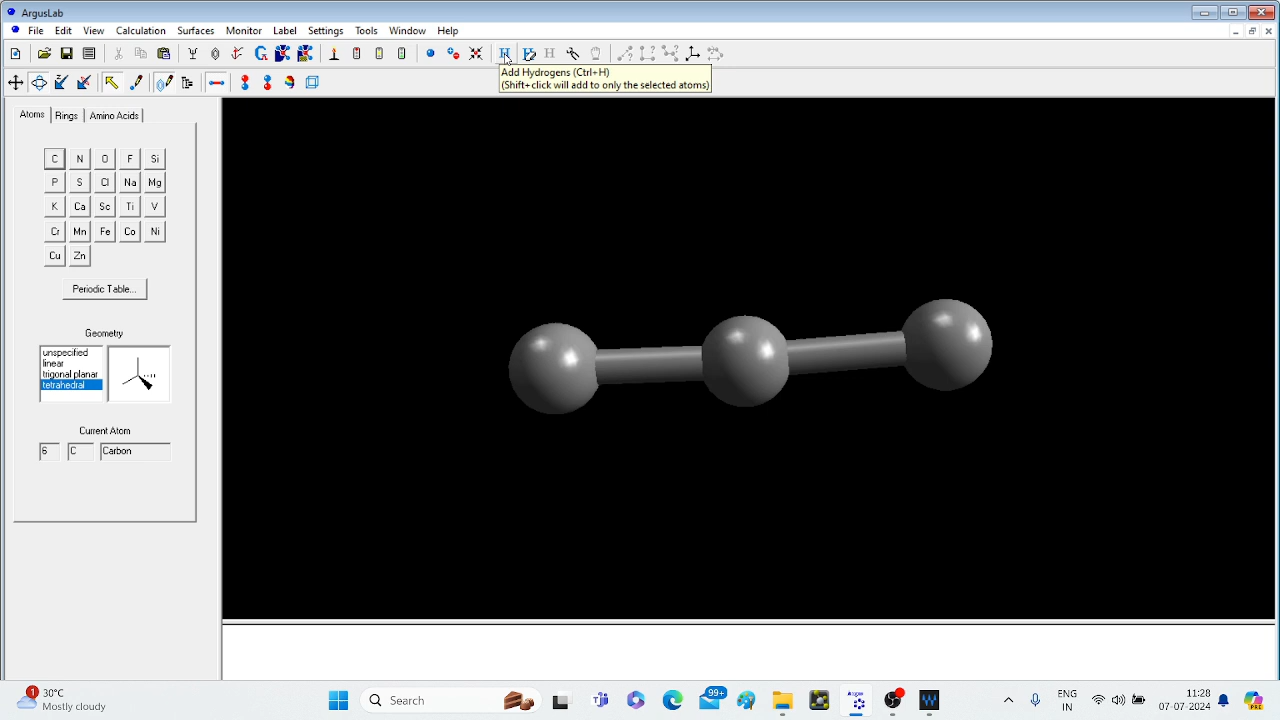 ArgusLab
File Edit View Calculation Surfaces Monitor Label Settings Tools Window Help
Add Hydrogens (Ctrl+H)
(Shift+click will add to only the selected atoms)
Atoms Rings Amino Acids
C N O F Si
P S Cl Na Mg
K Ca Sc Ti V
Cr Mn Fe Co Ni
Cu Zn
Periodic Table...
Geometry
unspecified
linear
trigonal planar
tetrahedral
Current Atom
6 C Carbon
1 30°C
Mostly cloudy
Search
99+
ENG
IN
11:28
07-07-2024